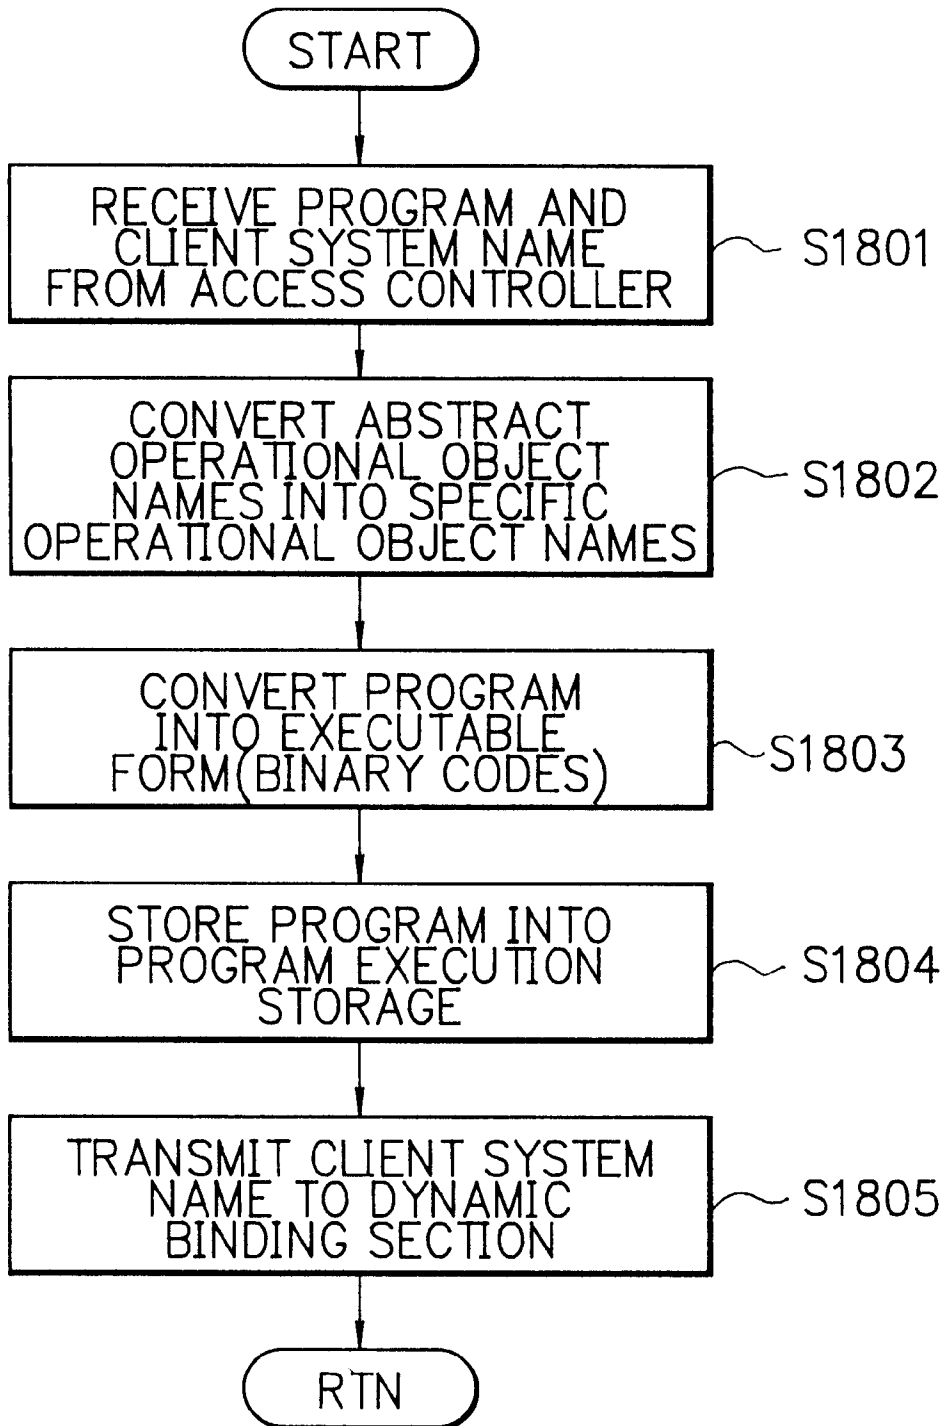 START
RECEIVE PROGRAM AND
CLIENT SYSTEM NAME
FROM ACCESS CONTROLLER
S1801
CONVERT ABSTRACT
OPERATIONAL OBJECT
NAMES INTO SPECIFIC
OPERATIONAL OBJECT NAMES
S1802
CONVERT PROGRAM
INTO EXECUTABLE
FORM(BINARY CODES)
S1803
STORE PROGRAM INTO
PROGRAM EXECUTION
STORAGE
S1804
TRANSMIT CLIENT SYSTEM
NAME TO DYNAMIC
BINDING SECTION
S1805
RTN